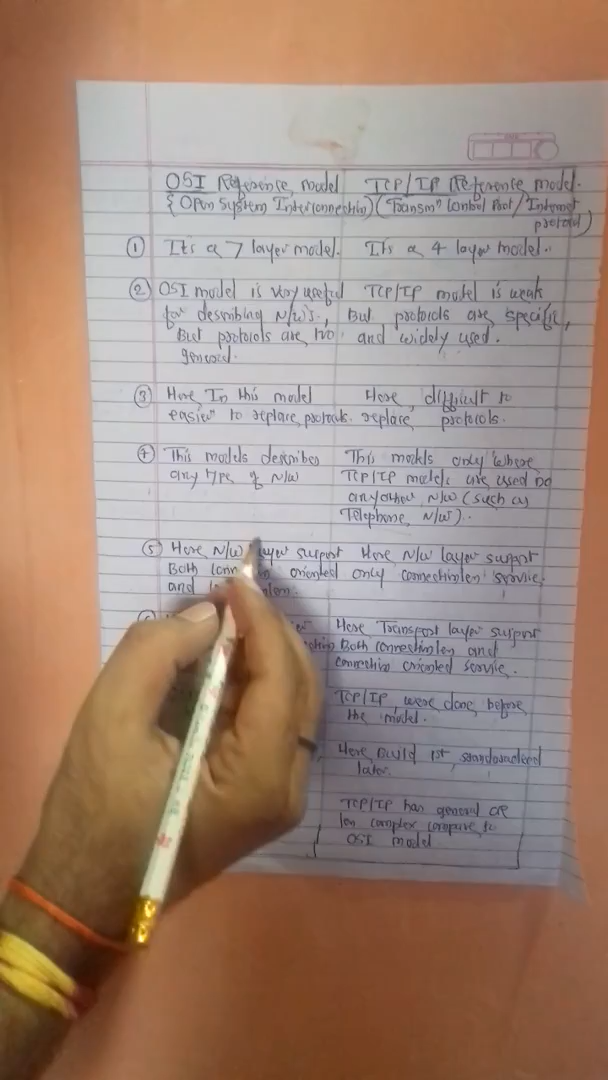 OSI Reference model TCP/IP Reference model.
{ Open System Interconnection) (Transmn Control Prot/Internet
protocol)
① Its a 7 layer model. Its a 4 layer model.
② OSI model is very useful TCP/IP model is weak
for describing N/W's, But protocols are specific,
But protocols are too and widely used.
general.
③ Here, In this model Here, difficult to
easier to replace protocols. replace protocols.
④ This models describes This models only where
any type of N/W TCP/IP models are used no
any other N/W (such as
Telephone, N/W).
⑤ Here N/W layer support Here N/W layer support
Both oriented only connectionless service.
and
Here Transport layer support
Both connectionless and
connection oriented service.
TCP/IP, were done before
the model.
Here, Build 1st, standardized
later.
TCP/IP has general or
less complex compare to
OSI model